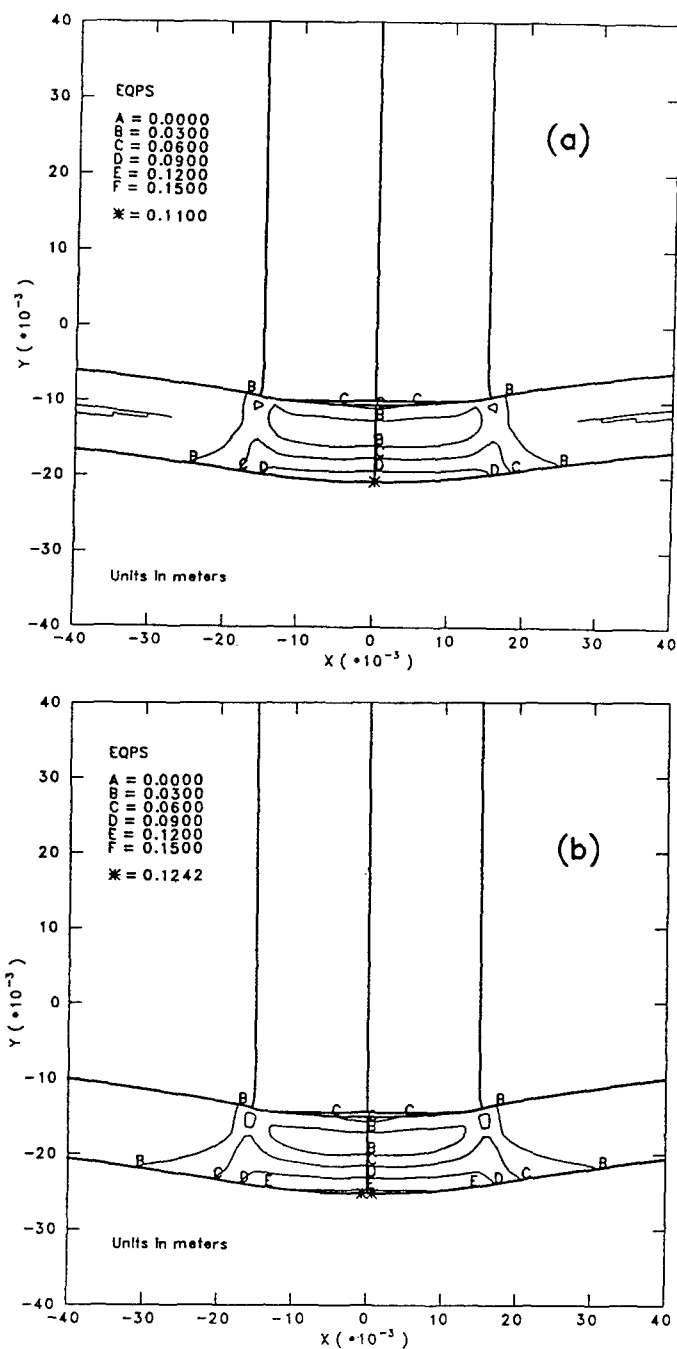 40
30
20
10
0
-10
-20
-30
-40
Y (*10⁻³)
EQPS
A = 0.0000
B = 0.0300
C = 0.0600
D = 0.0900
E = 0.1200
F = 0.1500
* = 0.1100
(a)
B C C B
B
B
B
B C D C D D C B
Units in meters
-40 -30 -20 -10 0 10 20 30 40
X (*10⁻³)
40
30
20
10
0
-10
-20
-30
-40
Y (*10⁻³)
EQPS
A = 0.0000
B = 0.0300
C = 0.0600
D = 0.0900
E = 0.1200
F = 0.1500
* = 0.1242
(b)
B C C B
B
B
B
B C D E E D C B
Units in meters
-40 -30 -20 -10 0 10 20 30 40
X (*10⁻³)